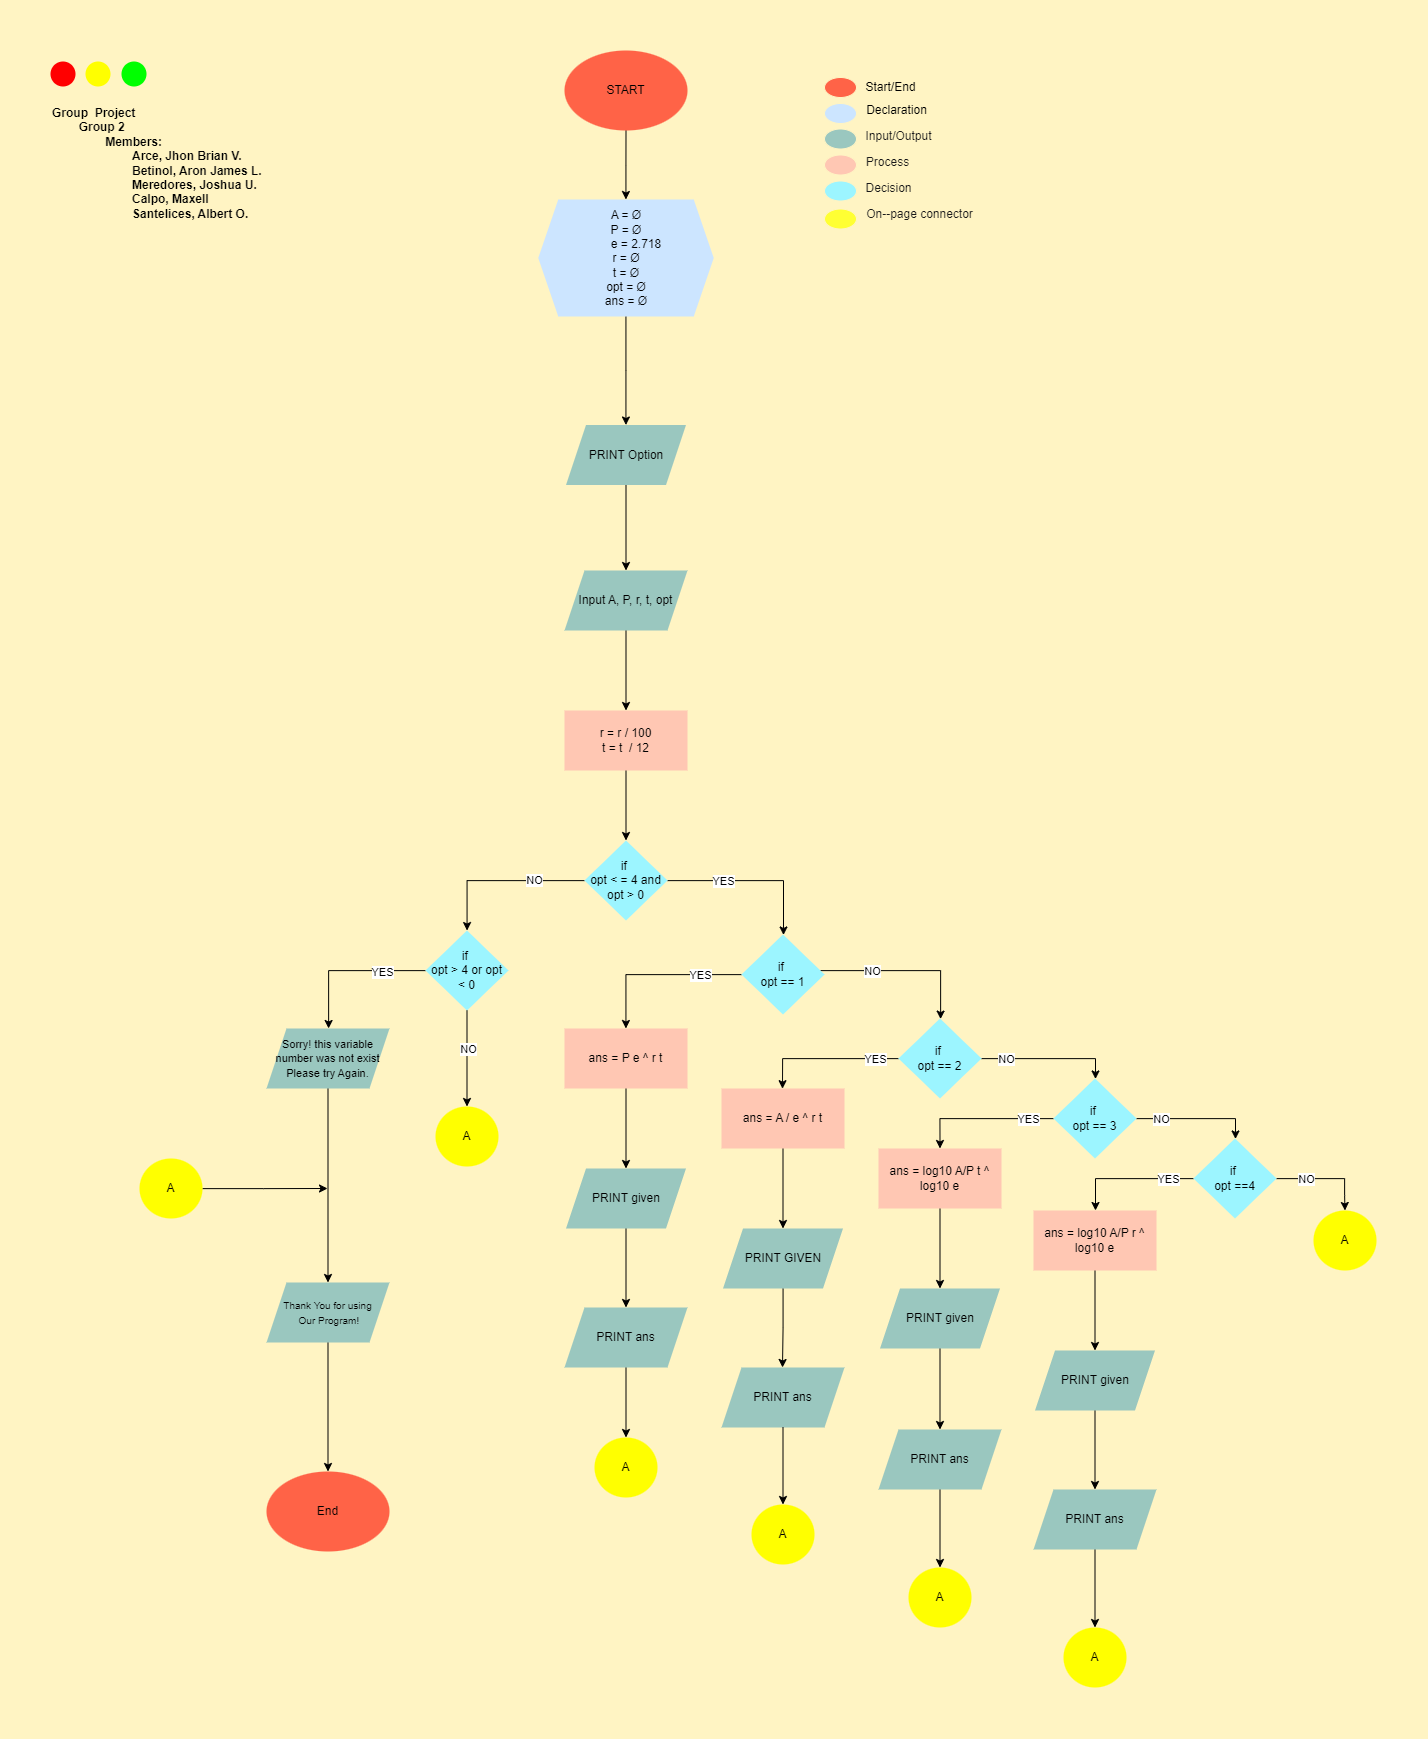 Group  Project
Group 2
Members:
Arce, Jhon Brian V.
Betinol, Aron James L.
Meredores, Joshua U.
Calpo, Maxell
Santelices, Albert O.
START
Start/End
Declaration
Input/Output
Process
Decision
On--page connector
A = Ø
P = Ø
e = 2.718
r = Ø
t = Ø
opt = Ø
ans = Ø
PRINT Option
Input A, P, r, t, opt
r = r / 100
t = t  / 12
if
opt < = 4 and
opt > 0
NO
YES
if
opt > 4 or opt
< 0
YES
NO
if
opt == 1
YES
NO
Sorry! this variable
number was not exist
Please try Again.
A
A
Thank You for using
Our Program!
End
ans = P e ^ r t
PRINT given
PRINT ans
A
if
opt == 2
YES
NO
ans = A / e ^ r t
PRINT GIVEN
PRINT ans
A
if
opt == 3
YES
NO
ans = log10 A/P t ^
log10 e
PRINT given
PRINT ans
A
if
opt ==4
YES
NO
ans = log10 A/P r ^
log10 e
A
PRINT given
PRINT ans
A